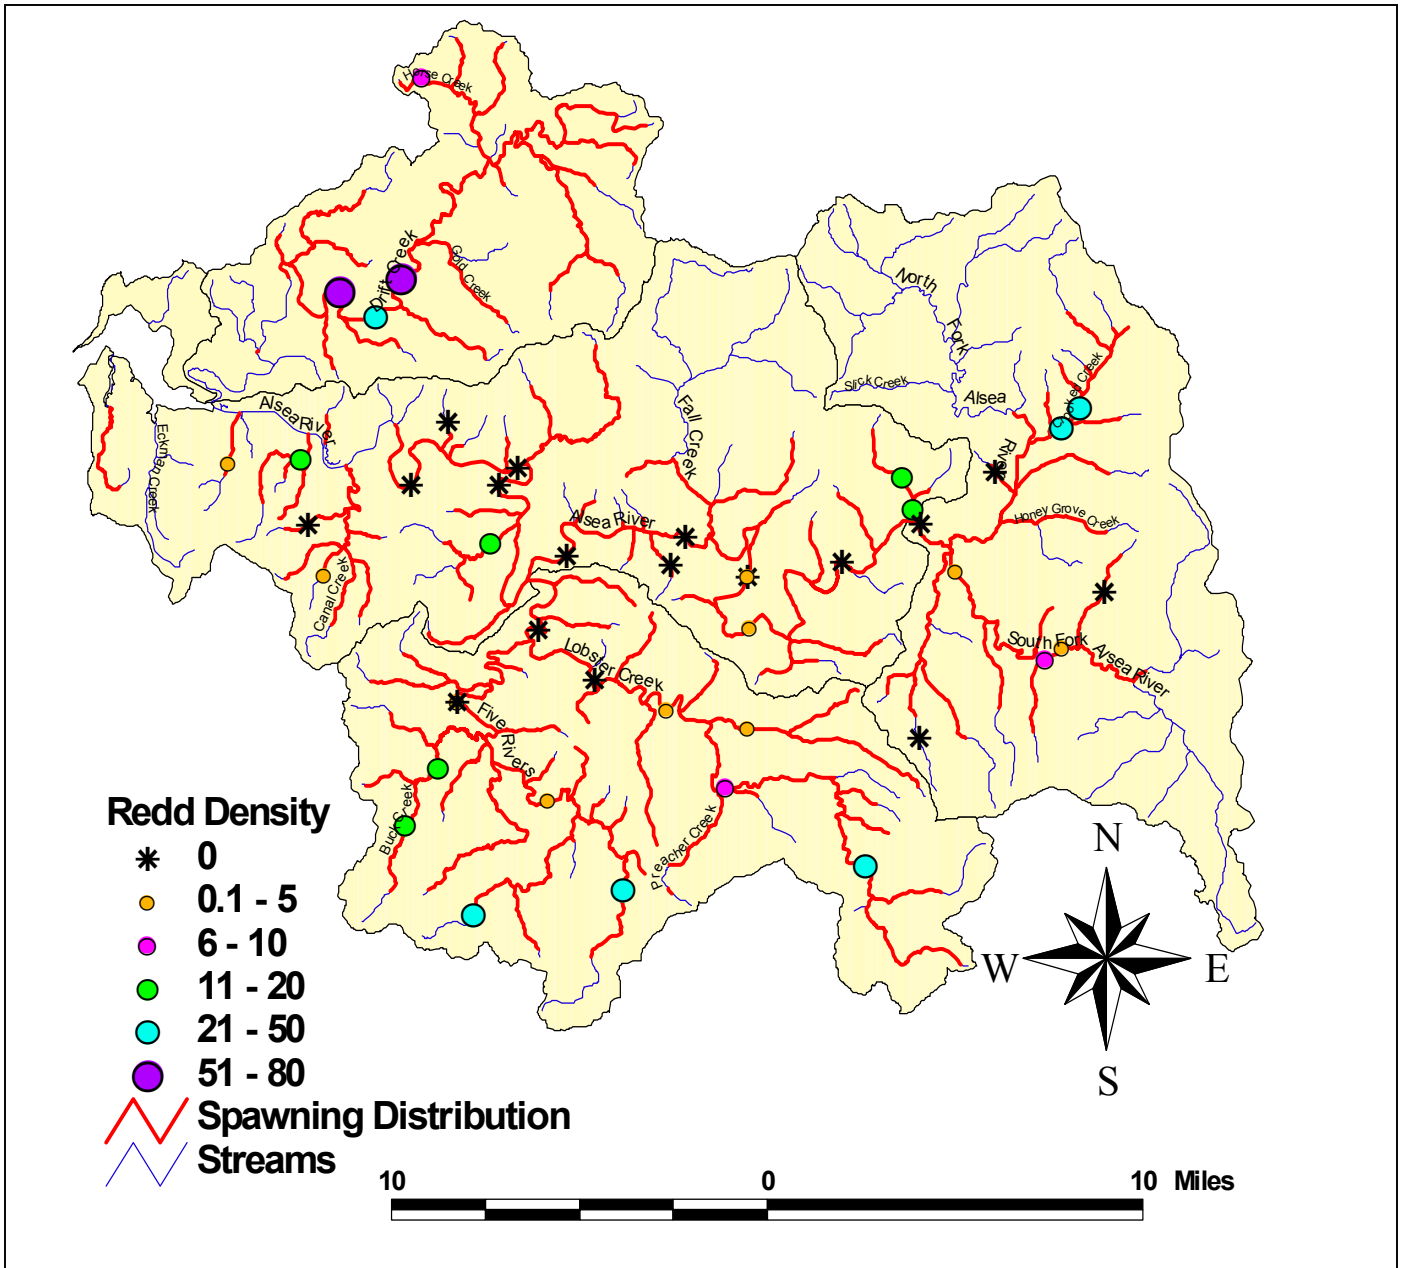 Horse Creek
Drift Creek
Gold Creek
North
Fork
Alsea
River
Slick Creek
Crooked Creek
Alsea River
Eckman Creek
Fall Creek
Alsea River
Honey Grove Creek
Canal Creek
South Fork
Alsea River
Lobster Creek
Five
Rivers
Buck Creek
Preacher Creek
Redd Density
0
0.1 - 5
6 - 10
11 - 20
21 - 50
51 - 80
Spawning Distribution
Streams
N
W
E
S
10 0 10 Miles